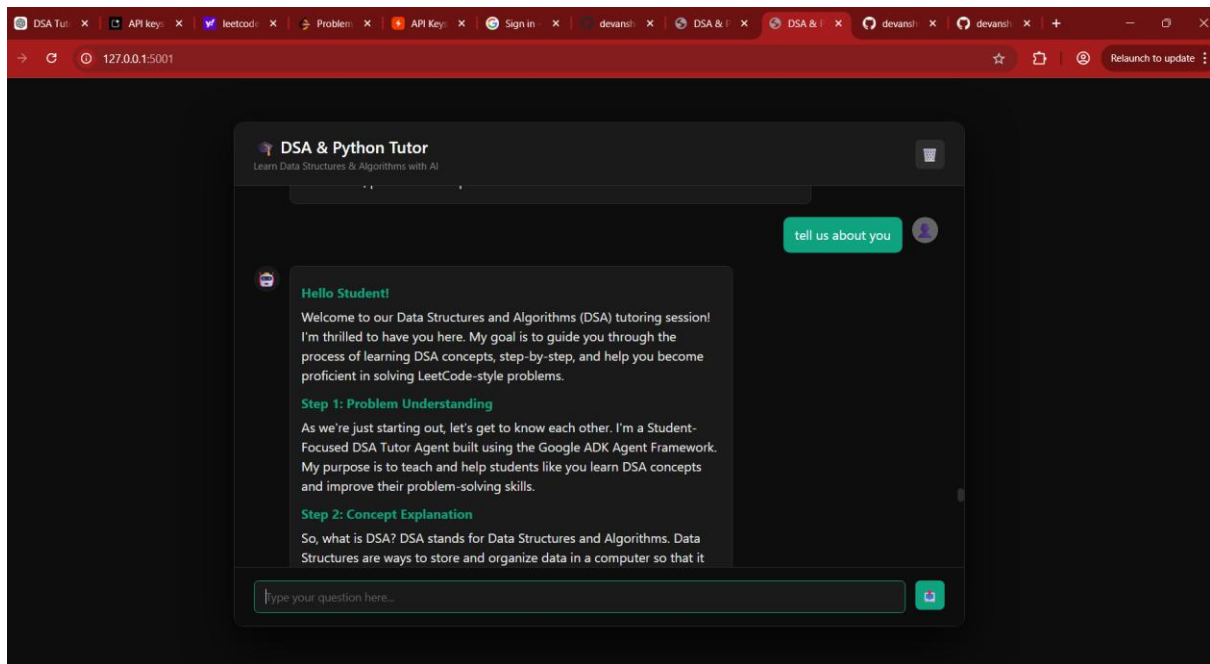 DSA Tut
API keys
leetcod
Problem
API Key
Sign in -
devansh
DSA & P
DSA & P
devansh
devansh
127.0.0.1:5001
Relaunch to update
DSA & Python Tutor
Learn Data Structures & Algorithms with AI
tell us about you
Hello Student!
Welcome to our Data Structures and Algorithms (DSA) tutoring session!
I'm thrilled to have you here. My goal is to guide you through the
process of learning DSA concepts, step-by-step, and help you become
proficient in solving LeetCode-style problems.
Step 1: Problem Understanding
As we're just starting out, let's get to know each other. I'm a Student-
Focused DSA Tutor Agent built using the Google ADK Agent Framework.
My purpose is to teach and help students like you learn DSA concepts
and improve their problem-solving skills.
Step 2: Concept Explanation
So, what is DSA? DSA stands for Data Structures and Algorithms. Data
Structures are ways to store and organize data in a computer so that it
Type your question here...